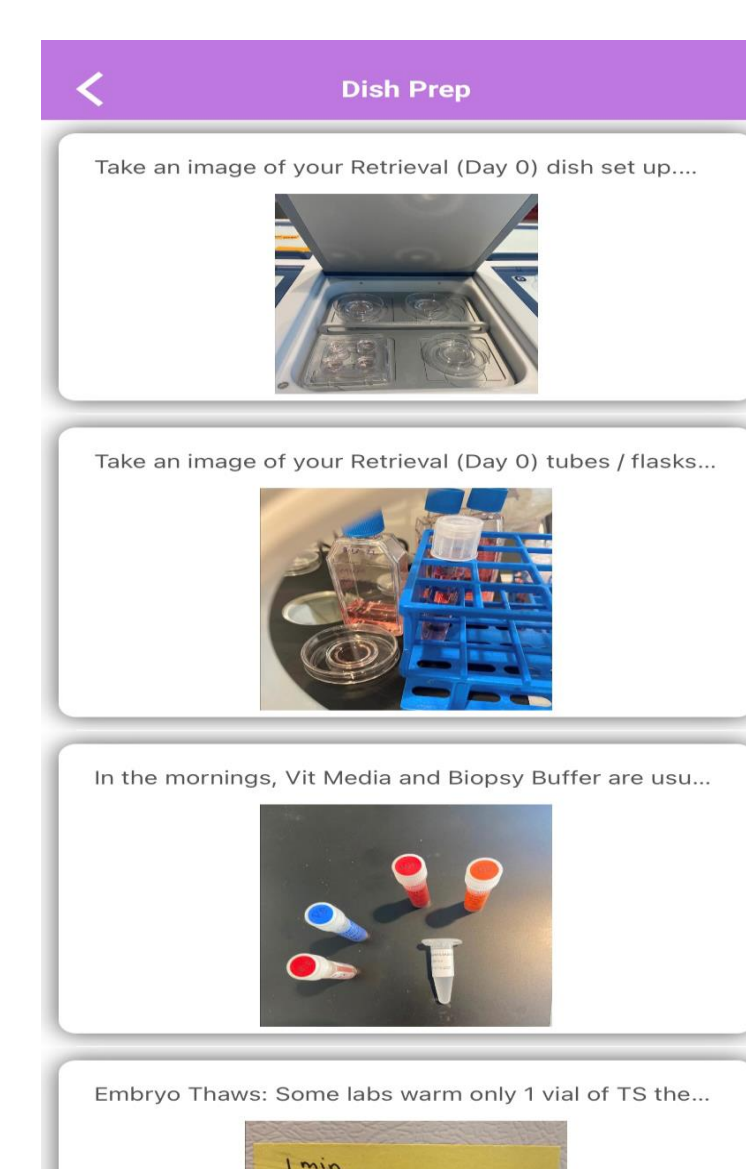 Dish Prep
Take an image of your Retrieval (Day 0) dish set up....
Take an image of your Retrieval (Day 0) tubes / flasks...
In the mornings, Vit Media and Biopsy Buffer are usu...
Embryo Thaws: Some labs warm only 1 vial of TS the...
1 min